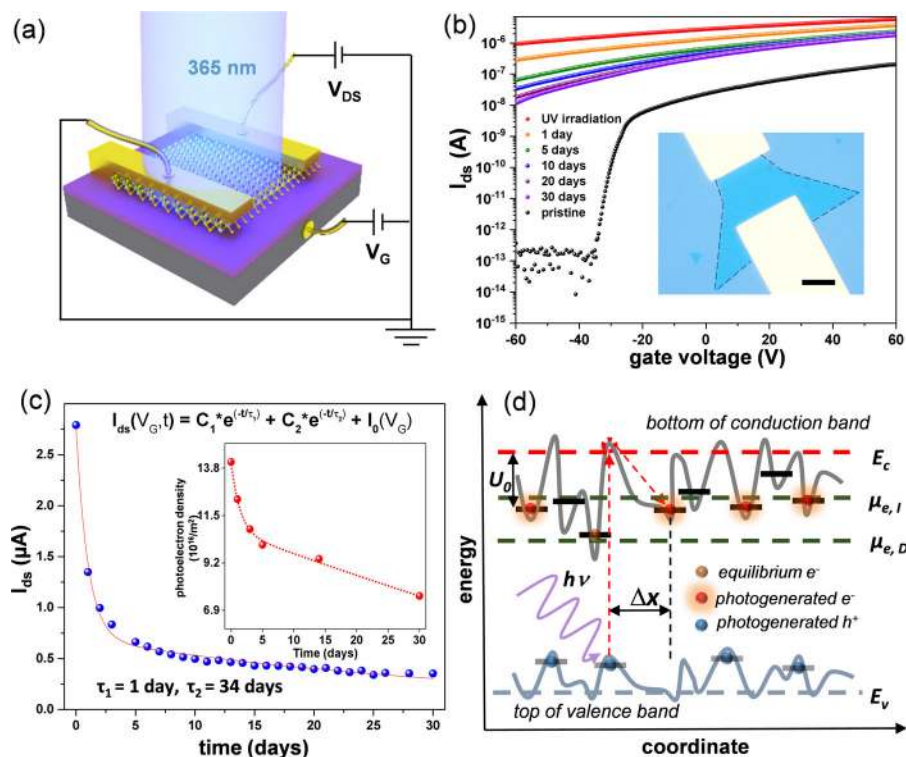 (a)
365 nm
V_DS
V_G
(b)
I_ds (A)
10⁻⁶
10⁻⁷
10⁻⁸
10⁻⁹
10⁻¹⁰
10⁻¹¹
10⁻¹²
10⁻¹³
10⁻¹⁴
10⁻¹⁵
UV irradiation
1 day
5 days
10 days
20 days
30 days
pristine
-60 -40 -20 0 20 40 60
gate voltage (V)
(c)
I_ds(V_G,t) = C_1*e^(-t/τ_1) + C_2*e^(-t/τ_2) + I_0(V_G)
I_ds (µA)
2.5
2.0
1.5
1.0
0.5
0.0
photoelectron density
(10¹⁶/m²)
13.8
11.5
9.2
6.9
0 5 10 15 20 25 30
Time (days)
τ_1 = 1 day, τ_2 = 34 days
0 5 10 15 20 25 30
time (days)
(d)
energy
bottom of conduction band
E_c
U_0
μ_e, I
μ_e, D
hν
Δx
equilibrium e⁻
photogenerated e⁻
photogenerated h⁺
top of valence band
E_v
coordinate